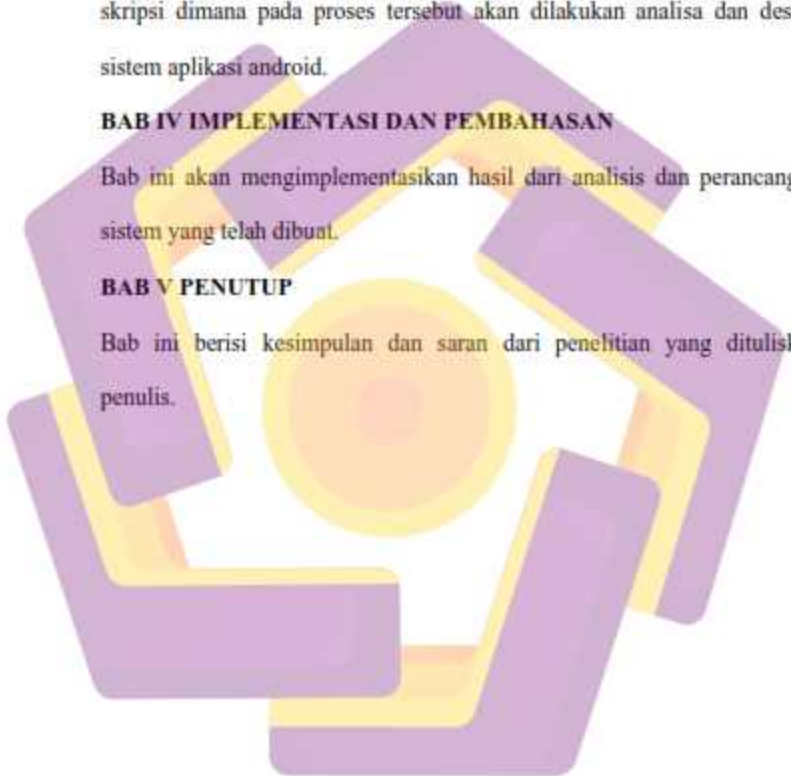 skripsi dimana pada proses tersebut akan dilakukan analisa dan des
sistem aplikasi android.
BAB IV IMPLEMENTASI DAN PEMBAHASAN
Bab ini akan mengimplementasikan hasil dari analisis dan perancang
sistem yang telah dibuat.
BAB V PENUTUP
Bab ini berisi kesimpulan dan saran dari penelitian yang ditulisk
penulis.